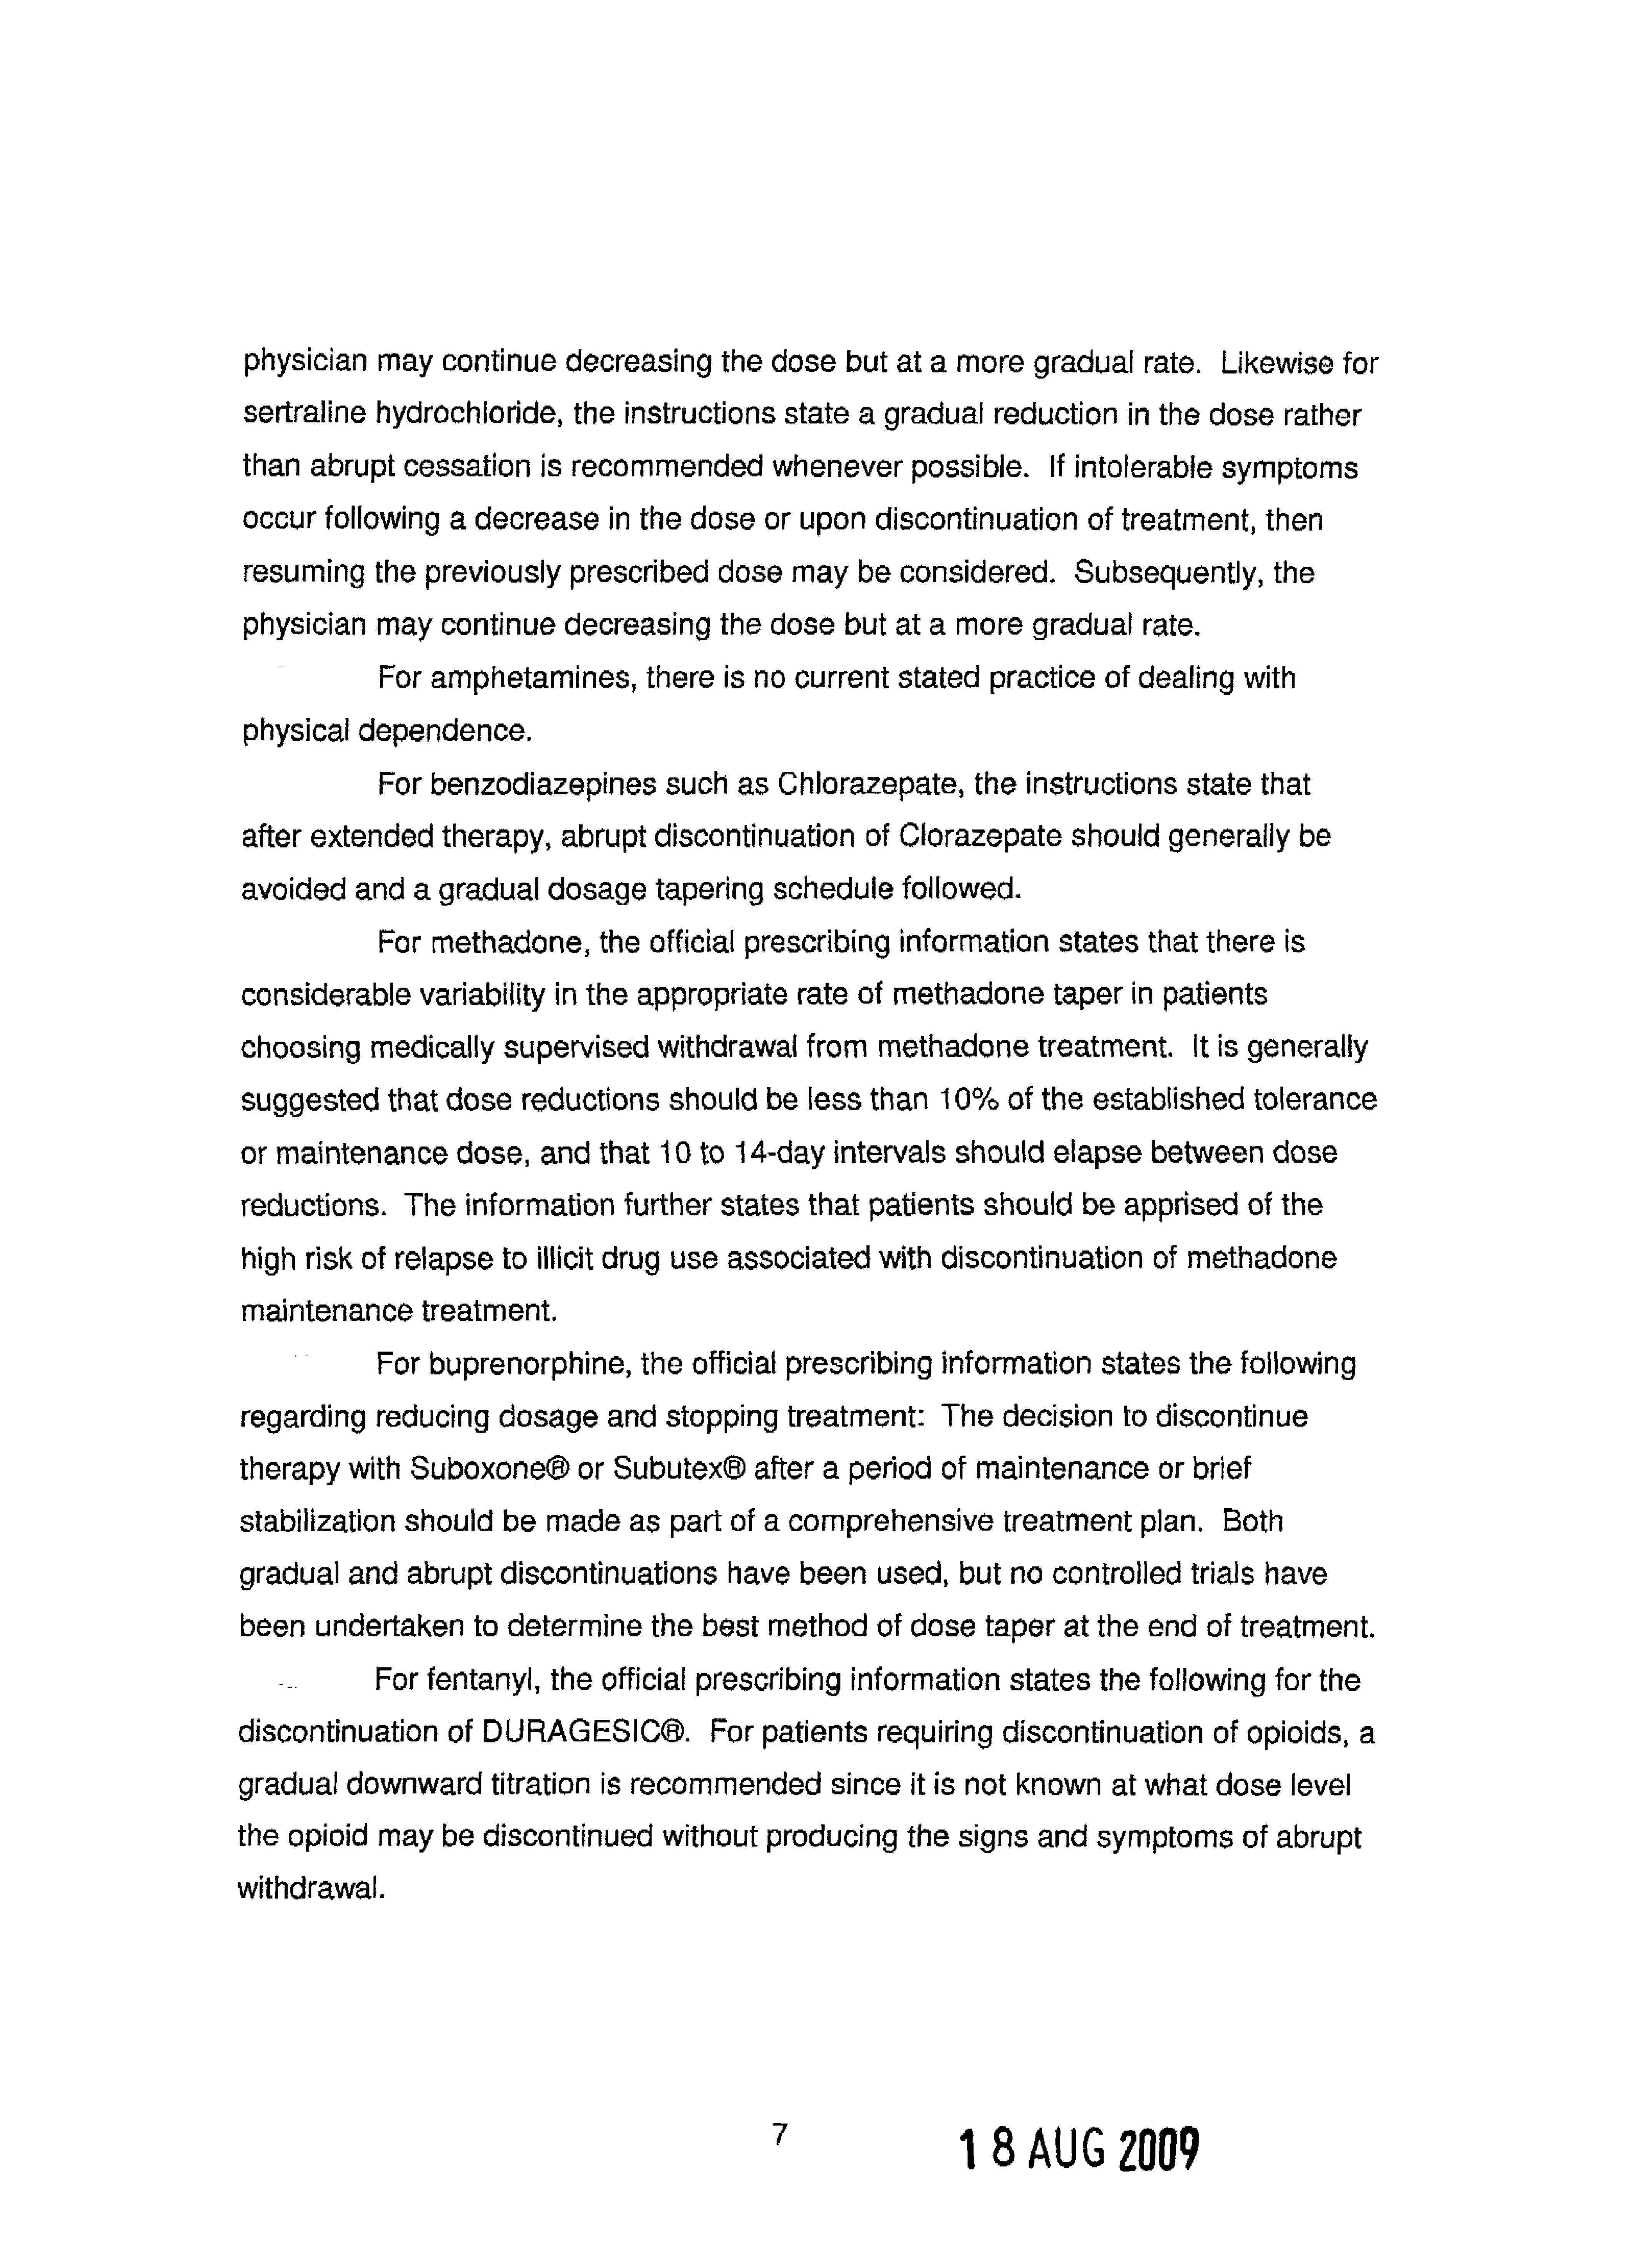 physician may continue decreasing the dose but at a more gradual rate. Likewise for
sertraline hydrochloride, the instructions state a gradual reduction in the dose rather
than abrupt cessation is recommended whenever possible. If intolerable symptoms
occur following a decrease in the dose or upon discontinuation of treatment, then
resuming the previously prescribed dose may be considered. Subsequently, the
physician may continue decreasing the dose but at a more gradual rate.
For amphetamines, there is no current stated practice of dealing with
physical dependence.
For benzodiazepines such as Chlorazepate, the instructions state that
after extended therapy, abrupt discontinuation of Clorazepate should generally be
avoided and a gradual dosage tapering schedule followed.
For methadone, the official prescribing information states that there is
considerable variability in the appropriate rate of methadone taper in patients
choosing medically supervised withdrawal from methadone treatment. It is generally
suggested that dose reductions should be less than 10% of the established tolerance
or maintenance dose, and that 10 to 14-day intervals should elapse between dose
reductions. The information further states that patients should be apprised of the
high risk of relapse to illicit drug use associated with discontinuation of methadone
maintenance treatment.
For buprenorphine, the official prescribing information states the following
regarding reducing dosage and stopping treatment: The decision to discontinue
therapy with Suboxone® or Subutex® after a period of maintenance or brief
stabilization should be made as part of a comprehensive treatment plan. Both
gradual and abrupt discontinuations have been used, but no controlled trials have
been undertaken to determine the best method of dose taper at the end of treatment.
For fentanyl, the official prescribing information states the following for the
discontinuation of DURAGESIC®. For patients requiring discontinuation of opioids, a
gradual downward titration is recommended since it is not known at what dose level
the opioid may be discontinued without producing the signs and symptoms of abrupt
withdrawal.
7
18 AUG 2009